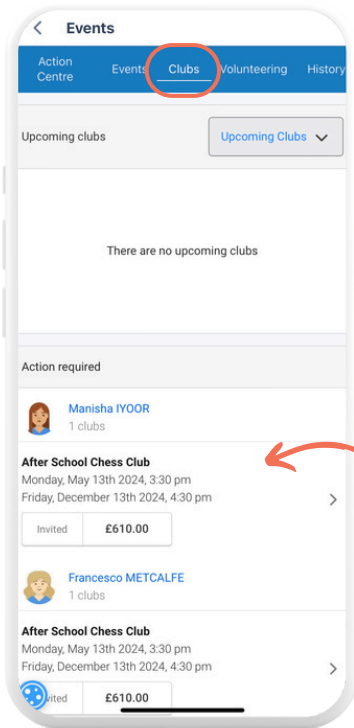 Events
Action Centre
Events
Clubs
Volunteering
History
Upcoming clubs
Upcoming Clubs
There are no upcoming clubs
Action required
Manisha IYOOR
1 clubs
After School Chess Club
Monday, May 13th 2024, 3:30 pm
Friday, December 13th 2024, 4:30 pm
Invited £610.00
Francesco METCALFE
1 clubs
After School Chess Club
Monday, May 13th 2024, 3:30 pm
Friday, December 13th 2024, 4:30 pm
£610.00